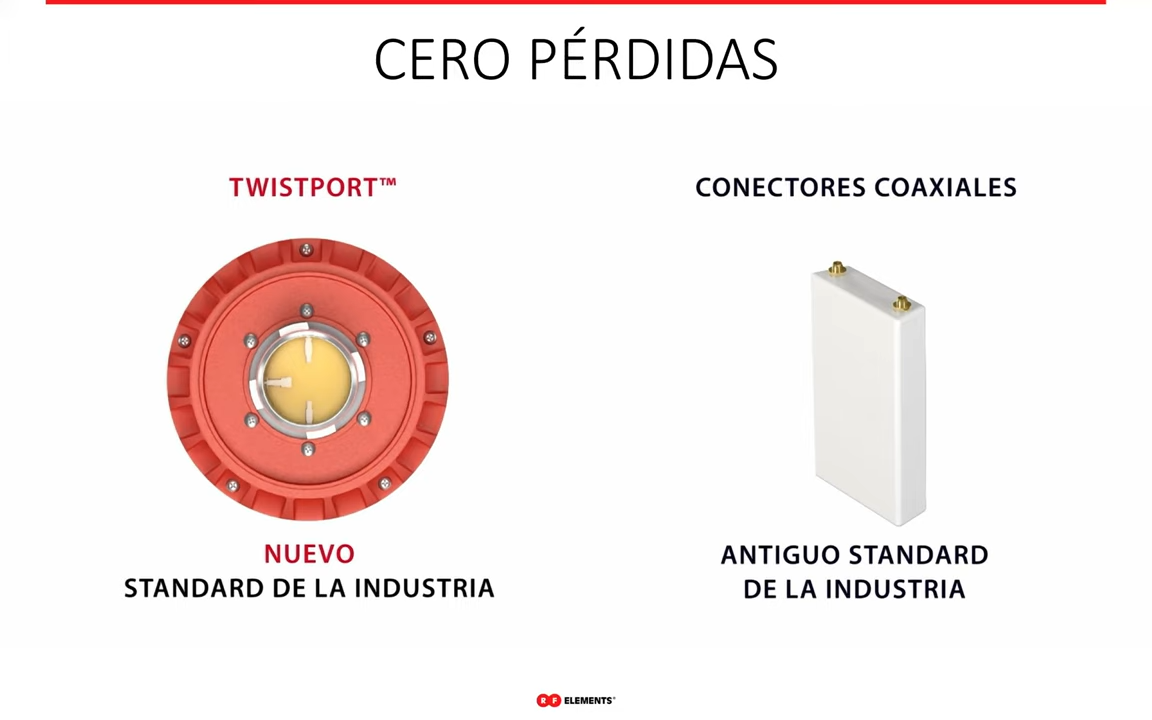 CERO PÉRDIDAS
TWISTPORT™
CONECTORES COAXIALES
NUEVO
STANDARD DE LA INDUSTRIA
ANTIGUO STANDARD
DE LA INDUSTRIA
RF ELEMENTS®